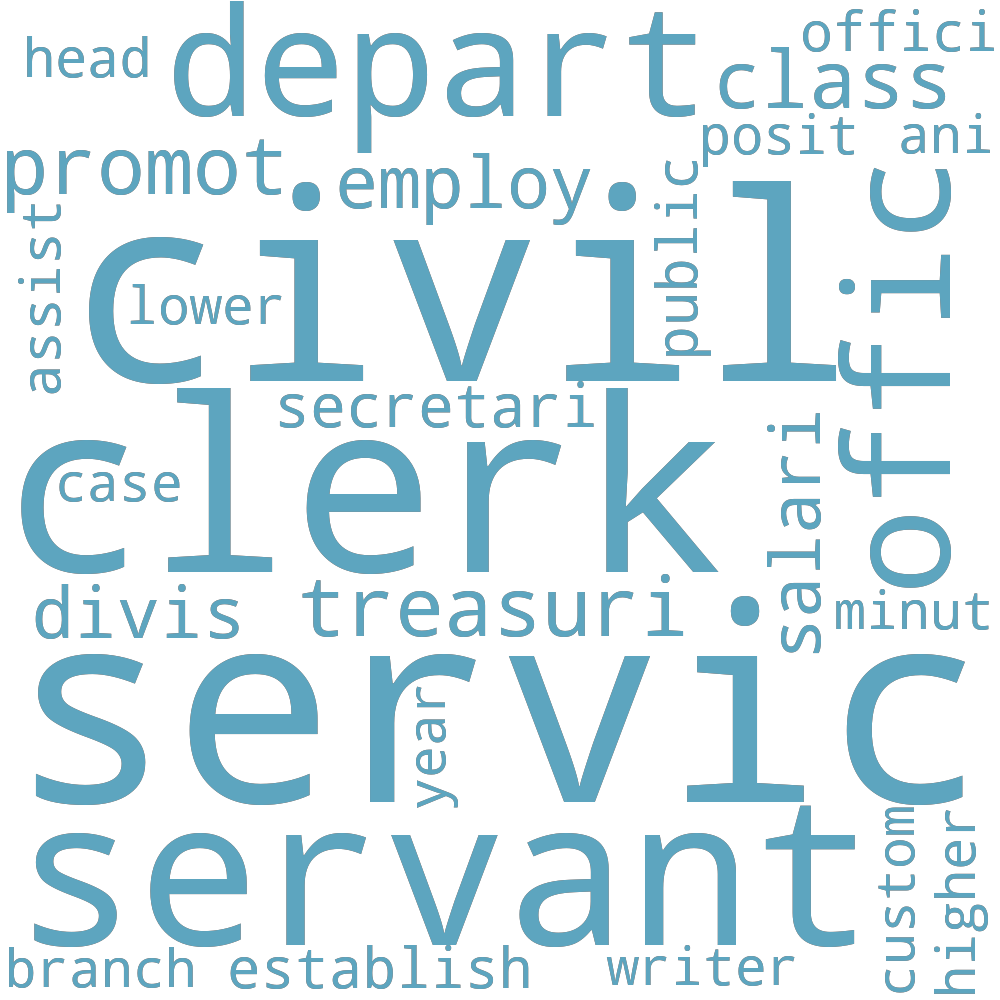 head
depart
offici
class
promot
employ
posit
ani
assist
civil
public
offic
lower
secretari
clerk
case
salari
divis
treasuri
minut
servic
year
servant
custom
higher
branch
establish
writer